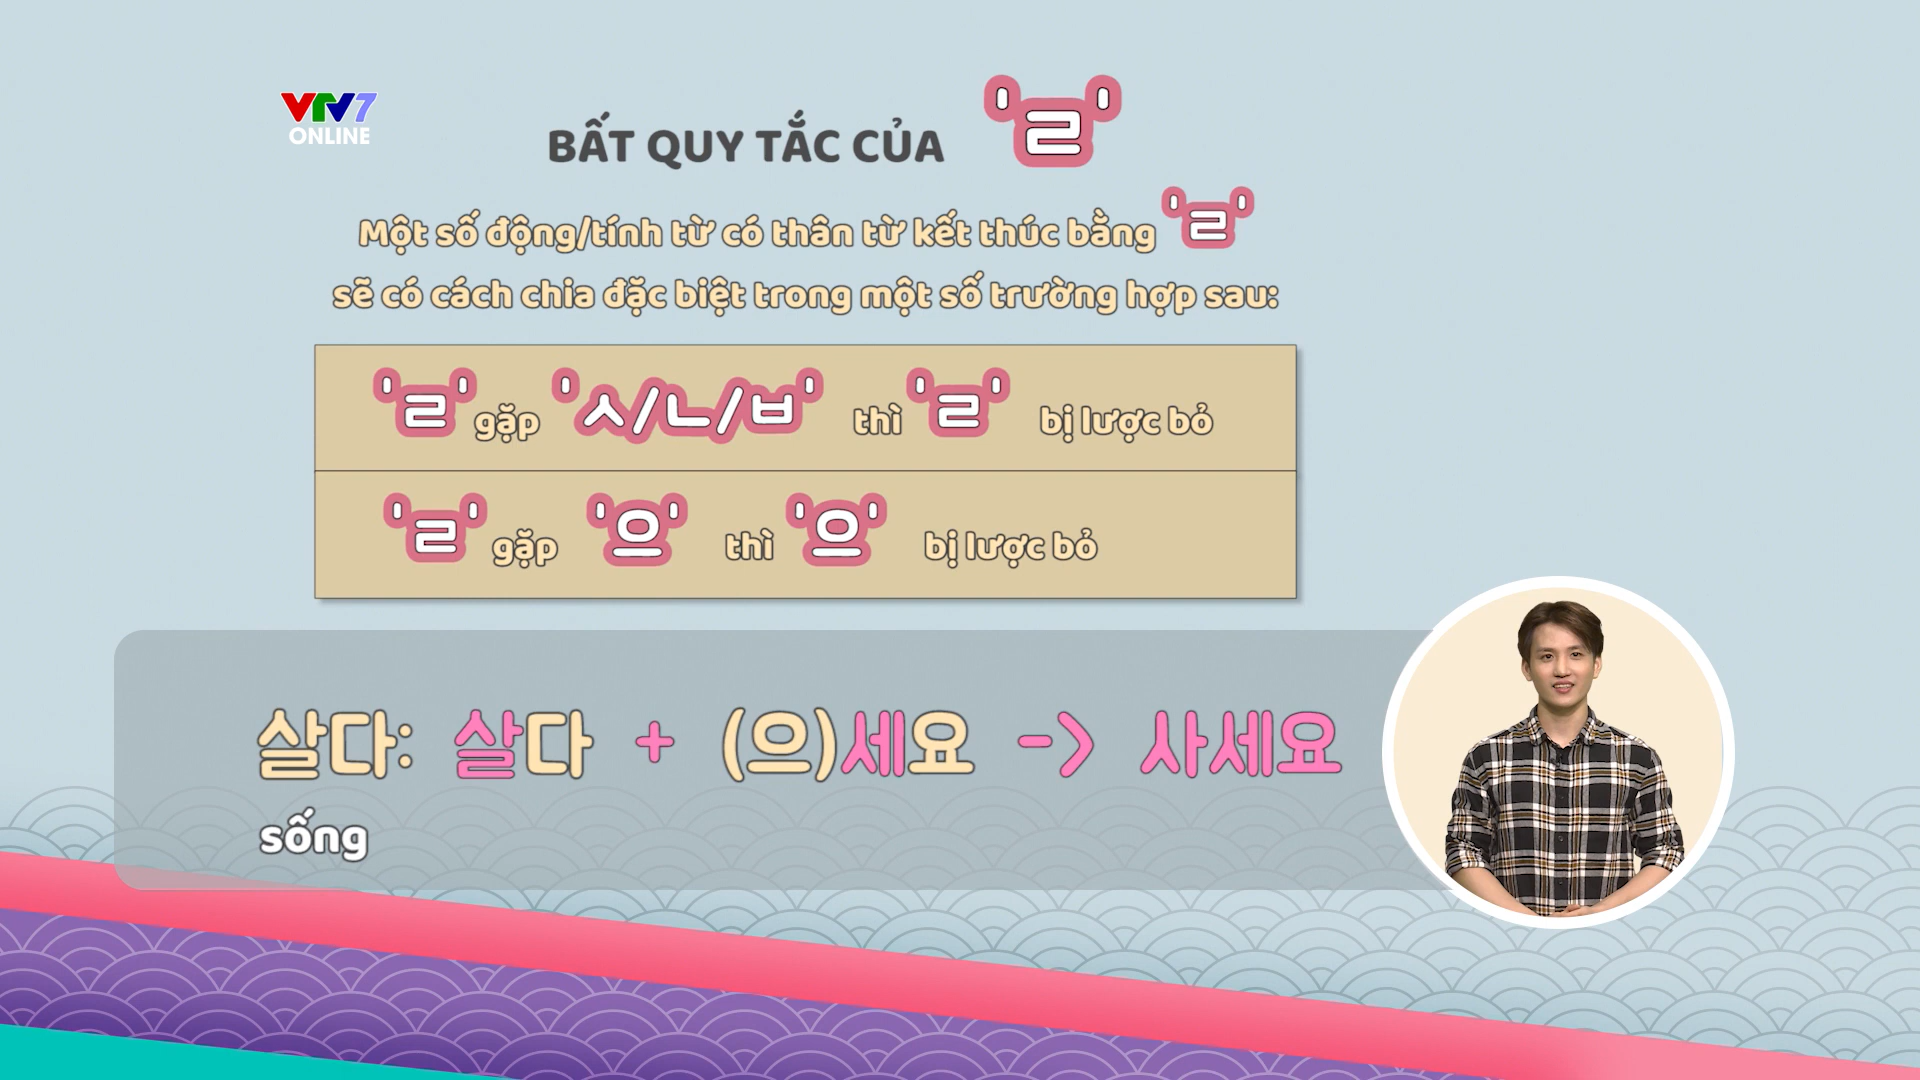 VTV7
ONLINE
BẤT QUY TẮC CỦA 'ㄹ'
Một số động/tính từ có thân từ kết thúc bằng 'ㄹ'
sẽ có cách chia đặc biệt trong một số trường hợp sau:
'ㄹ' gặp 'ㅅ/ㄴ/ㅂ' thì 'ㄹ' bị lược bỏ
'ㄹ' gặp '으' thì '으' bị lược bỏ
살다: 살다 + (으)세요 -> 사세요
sống